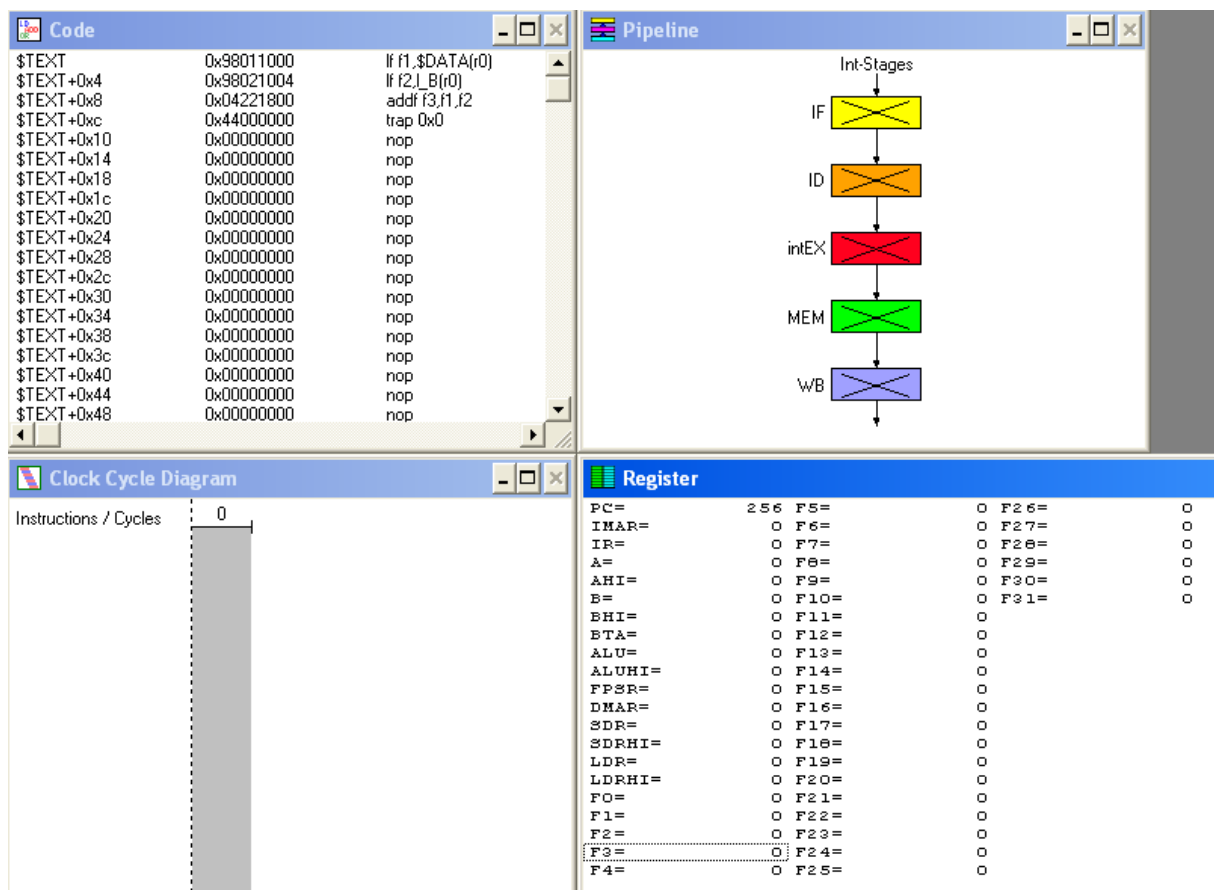 Code
$TEXT 0x98011000 lf f1,$DATA(r0)
$TEXT+0x4 0x98021004 lf f2,l_B(r0)
$TEXT+0x8 0x04221800 addf f3,f1,f2
$TEXT+0xc 0x44000000 trap 0x0
$TEXT+0x10 0x00000000 nop
$TEXT+0x14 0x00000000 nop
$TEXT+0x18 0x00000000 nop
$TEXT+0x1c 0x00000000 nop
$TEXT+0x20 0x00000000 nop
$TEXT+0x24 0x00000000 nop
$TEXT+0x28 0x00000000 nop
$TEXT+0x2c 0x00000000 nop
$TEXT+0x30 0x00000000 nop
$TEXT+0x34 0x00000000 nop
$TEXT+0x38 0x00000000 nop
$TEXT+0x3c 0x00000000 nop
$TEXT+0x40 0x00000000 nop
$TEXT+0x44 0x00000000 nop
$TEXT+0x48 0x00000000 nop
Pipeline
Int-Stages
IF
ID
intEX
MEM
WB
Clock Cycle Diagram
Instructions / Cycles 0
Register
PC= 256 F5= 0 F26= 0
IMAR= 0 F6= 0 F27= 0
IR= 0 F7= 0 F28= 0
A= 0 F8= 0 F29= 0
AHI= 0 F9= 0 F30= 0
B= 0 F10= 0 F31= 0
BHI= 0 F11= 0
BTA= 0 F12= 0
ALU= 0 F13= 0
ALUHI= 0 F14= 0
FPSR= 0 F15= 0
DMAR= 0 F16= 0
SDR= 0 F17= 0
SDRHI= 0 F18= 0
LDR= 0 F19= 0
LDRHI= 0 F20= 0
F0= 0 F21= 0
F1= 0 F22= 0
F2= 0 F23= 0
F3= 0 F24= 0
F4= 0 F25= 0